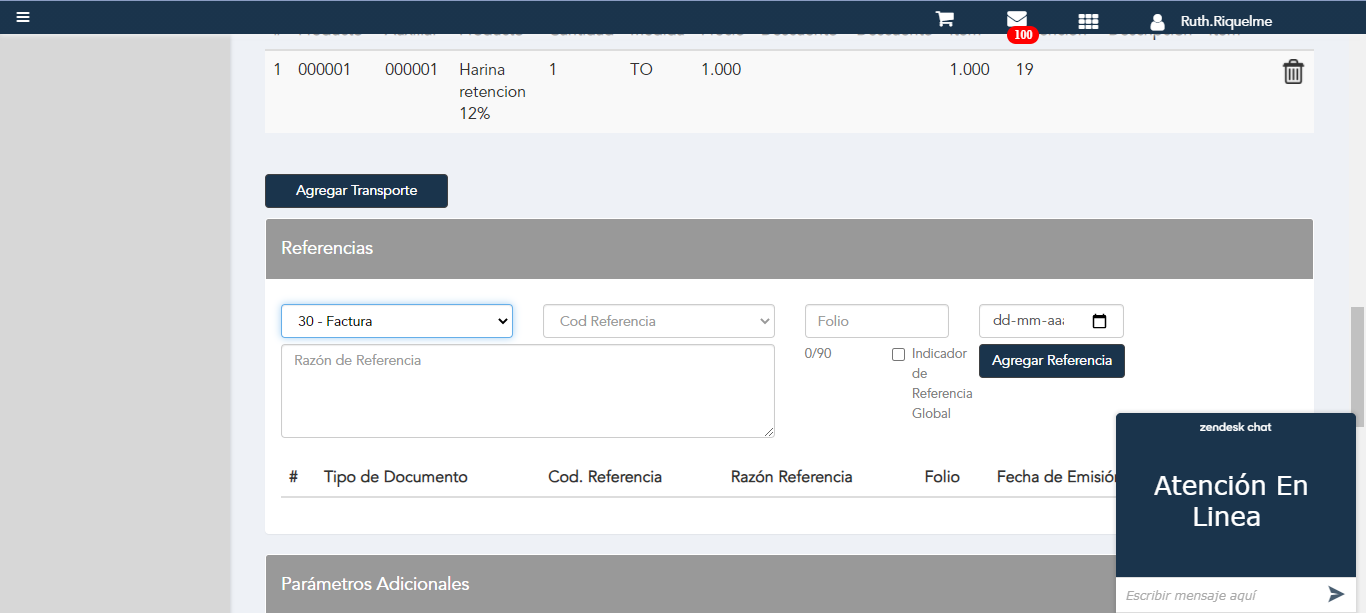 Ruth.Riquelme
100
1 000001 000001 Harina 1 TO 1.000 1.000 19
retencion
12%
Agregar Transporte
Referencias
30 - Factura Cod Referencia Folio dd-mm-aaa
Razón de Referencia 0/90 Indicador Agregar Referencia
de
Referencia
Global
# Tipo de Documento Cod. Referencia Razón Referencia Folio Fecha de Emisión
zendesk chat
Atención En
Linea
Parámetros Adicionales
Escribir mensaje aquí